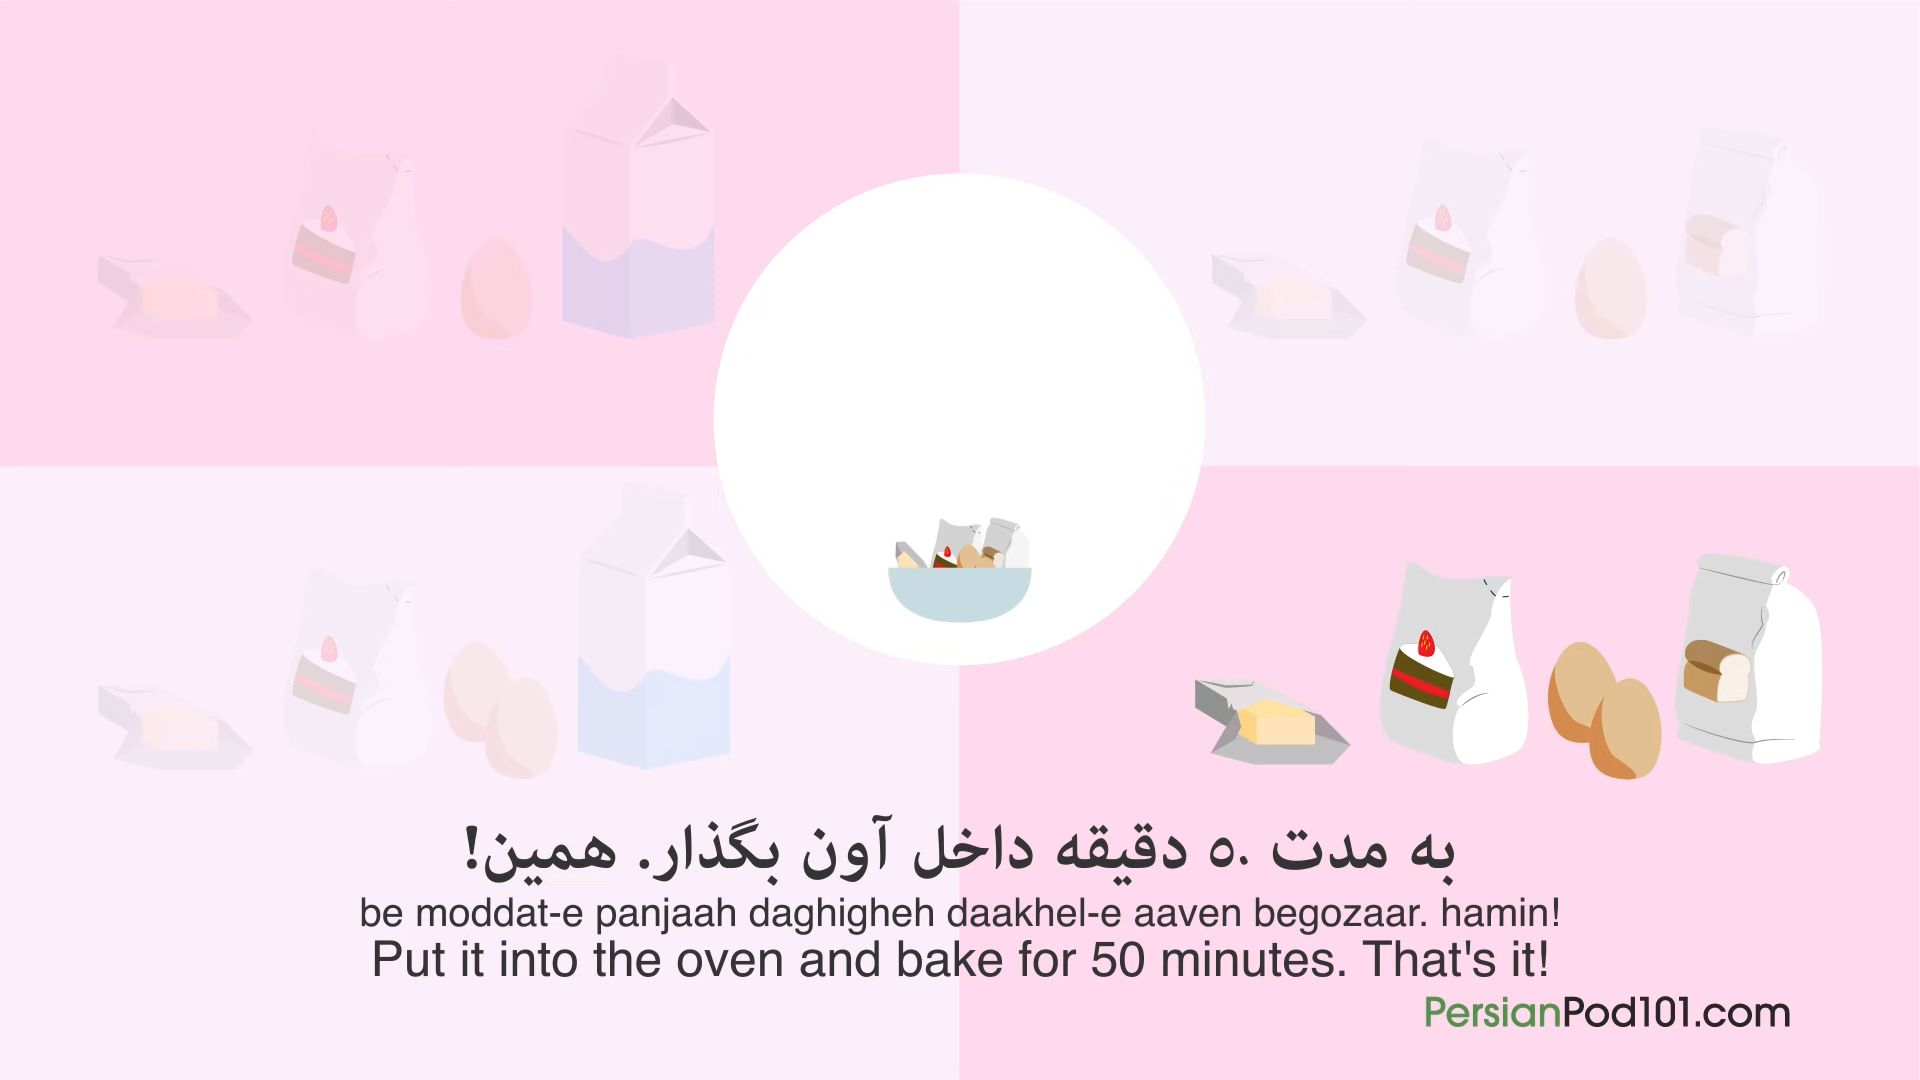 به مدت ۵۰ دقیقه داخل آون بگذار. همین!
be moddat-e panjaah daghigheh daakhel-e aaven begozaar. hamin!
Put it into the oven and bake for 50 minutes. That's it!
PersianPod101.com